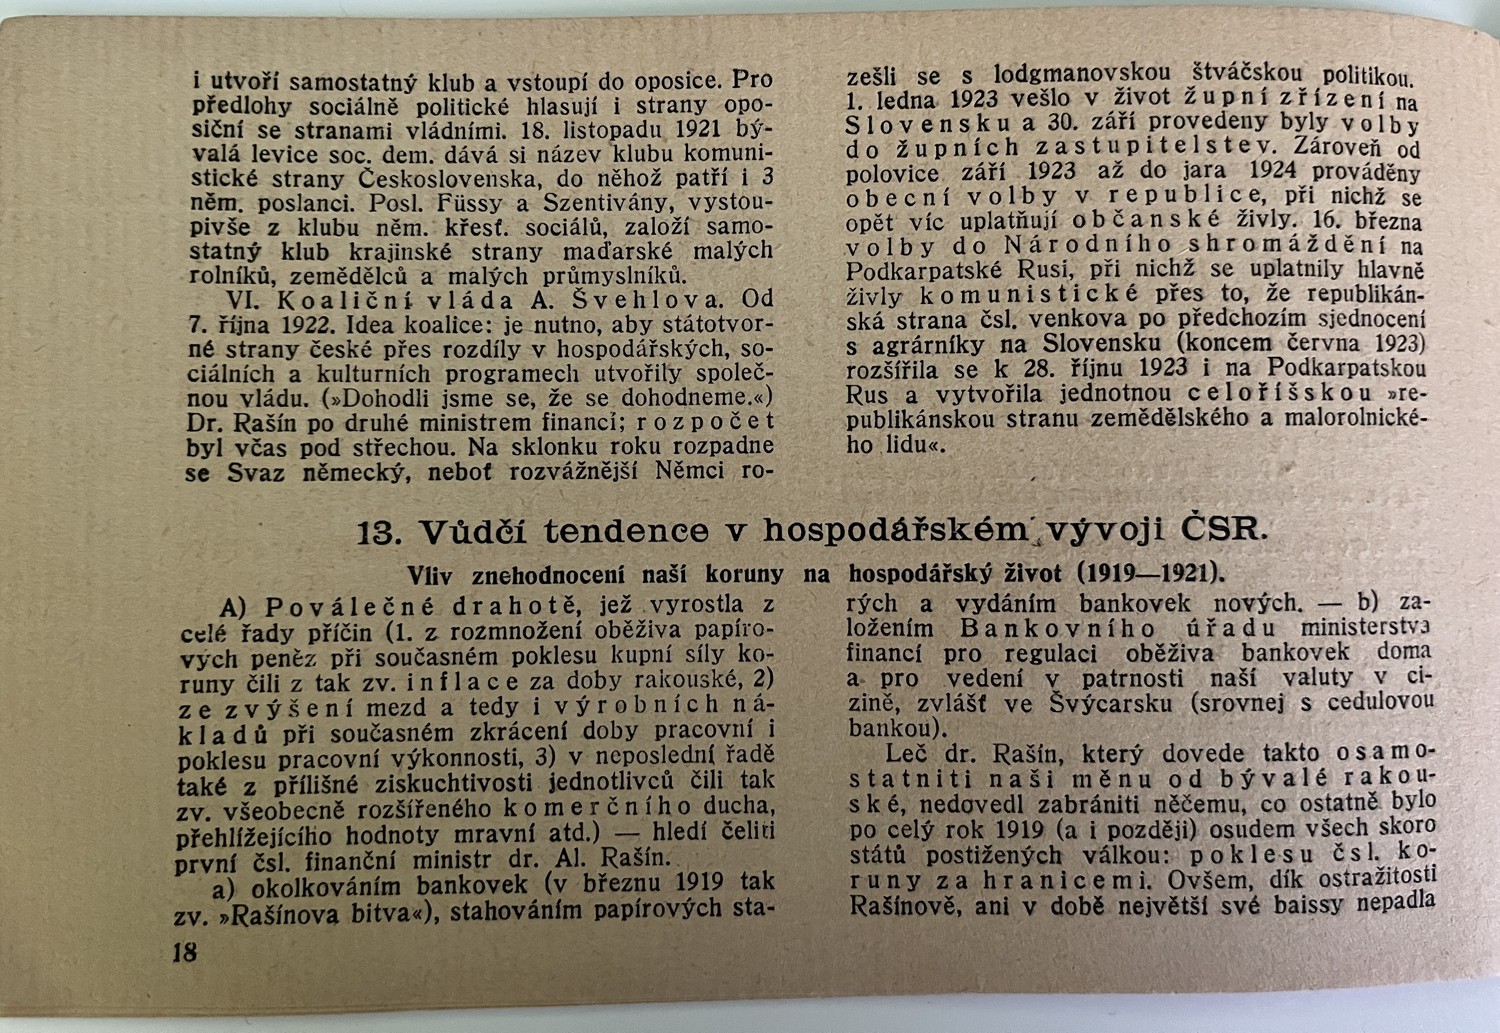 i utvoří samostatný klub a vstoupí do oposice. Pro
předlohy sociálně politické hlasují i strany opo-
siční se stranami vládními. 18. listopadu 1921 bý-
valá levice soc. dem. dává si název klubu komuni-
stické strany Československa, do něhož patří i 3
něm. poslanci. Posl. Füssy a Szentivány, vystou-
pivše z klubu něm. křesť. sociálů, založí samo-
statný klub krajinské strany maďarské malých
rolníků, zemědělců a malých průmyslníků.
VI. Koaliční vláda A. Švehlova. Od
7. října 1922. Idea koalice: je nutno, aby státotvor-
né strany české přes rozdíly v hospodářských, so-
ciálních a kulturních programech utvořily společ-
nou vládu. (»Dohodli jsme se, že se dohodneme.«)
Dr. Rašín po druhé ministrem financí; rozpočet
byl včas pod střechou. Na sklonku roku rozpadne
se Svaz německý, neboť rozvážnější Němci ro-
zešli se s lodgmanovskou štváčskou politikou.
1. ledna 1923 vešlo v život župní zřízení na
Slovensku a 30. září provedeny byly volby
do župních zastupitelstev. Zároveň od
polovice září 1923 až do jara 1924 prováděny
obecní volby v republice, při nichž se
opět víc uplatňují občanské živly. 16. března
volby do Národního shromáždění na
Podkarpatské Rusi, při nichž se uplatnily hlavně
živly komunistické přes to, že republikán-
ská strana čsl. venkova po předchozím sjednocení
s agrárníky na Slovensku (koncem června 1923)
rozšířila se k 28. říjnu 1923 i na Podkarpatskou
Rus a vytvořila jednotnou celoříšskou »re-
publikánskou stranu zemědělského a malorolnické-
ho lidu«.
13. Vůdčí tendence v hospodářském vývoji ČSR.
Vliv znehodnocení naší koruny na hospodářský život (1919—1921).
A) Poválečné drahotě, jež vyrostla z
celé řady příčin (1. z rozmnožení oběživa papíro-
vých peněz při současném poklesu kupní síly ko-
runy čili z tak zv. inflace za doby rakouské, 2)
ze zvýšení mezd a tedy i výrobních ná-
kladů při současném zkrácení doby pracovní i
poklesu pracovní výkonnosti, 3) v neposlední řadě
také z přílišné ziskuchtivosti jednotlivců čili tak
zv. všeobecně rozšířeného komerčního ducha,
přehlížejícího hodnoty mravní atd.) — hledí čeliti
první čsl. finanční ministr dr. Al. Rašín.
a) okolkováním bankovek (v březnu 1919 tak
zv. »Rašínova bitva«), stahováním papírových sta-
rých a vydáním bankovek nových. — b) za-
ložením Bankovního úřadu ministerstva
financí pro regulaci oběživa bankovek doma
a pro vedení v patrnosti naší valuty v ci-
zině, zvlášť ve Švýcarsku (srovnej s cedulovou
bankou).
Leč dr. Rašín, který dovede takto osamo-
statniti naši měnu od bývalé rakou-
ské, nedovedl zabrániti něčemu, co ostatně bylo
po celý rok 1919 (a i později) osudem všech skoro
států postižených válkou: poklesu čsl. ko-
runy za hranicemi. Ovšem, dík ostražitosti
Rašínově, ani v době největší své baissy nepadla
18